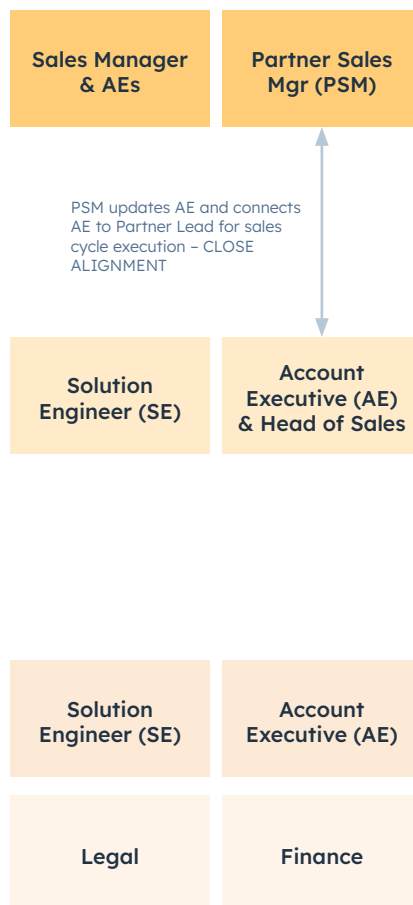 Sales Manager
& AEs
Partner Sales
Mgr (PSM)
PSM updates AE and connects
AE to Partner Lead for sales
cycle execution – CLOSE
ALIGNMENT
Solution
Engineer (SE)
Account
Executive (AE)
& Head of Sales
Solution
Engineer (SE)
Account
Executive (AE)
Legal
Finance